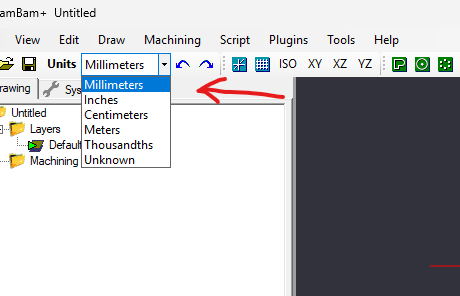 amBam+ Untitled
View Edit Draw Machining Script Plugins Tools Help
Units Millimeters ISO XY XZ YZ
rawing Sys
Millimeters
Untitled
Inches
Layers
Centimeters
Default
Meters
Machining
Thousandths
Unknown